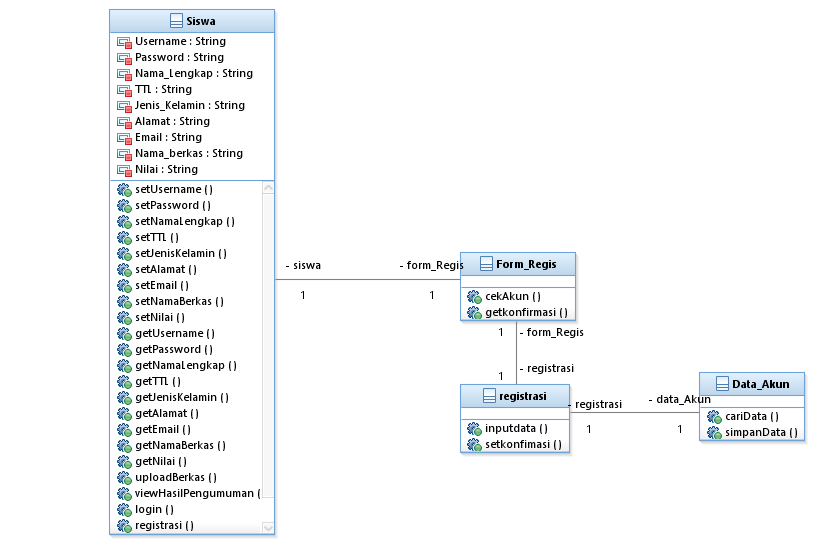 Siswa
Username : String
Password : String
Nama_Lengkap : String
TTL : String
Jenis_Kelamin : String
Alamat : String
Email : String
Nama_berkas : String
Nilai : String
setUsername ( )
setPassword ( )
setNamaLengkap ( )
setTTL ( )
setJenisKelamin ( )
setAlamat ( )
setEmail ( )
setNamaBerkas ( )
setNilai ( )
getUsername ( )
getPassword ( )
getNamaLengkap ( )
getTTL ( )
getJenisKelamin ( )
getAlamat ( )
getEmail ( )
getNamaBerkas ( )
getNilai ( )
uploadBerkas ( )
viewHasilPengumuman (
login ( )
registrasi ( )
- siswa
- form_Regis
1
1
Form_Regis
cekAkun ( )
getkonfirmasi ( )
1
- form_Regis
- registrasi
1
registrasi
inputdata ( )
setkonfimasi ( )
- registrasi
- data_Akun
1
1
Data_Akun
cariData ( )
simpanData ( )